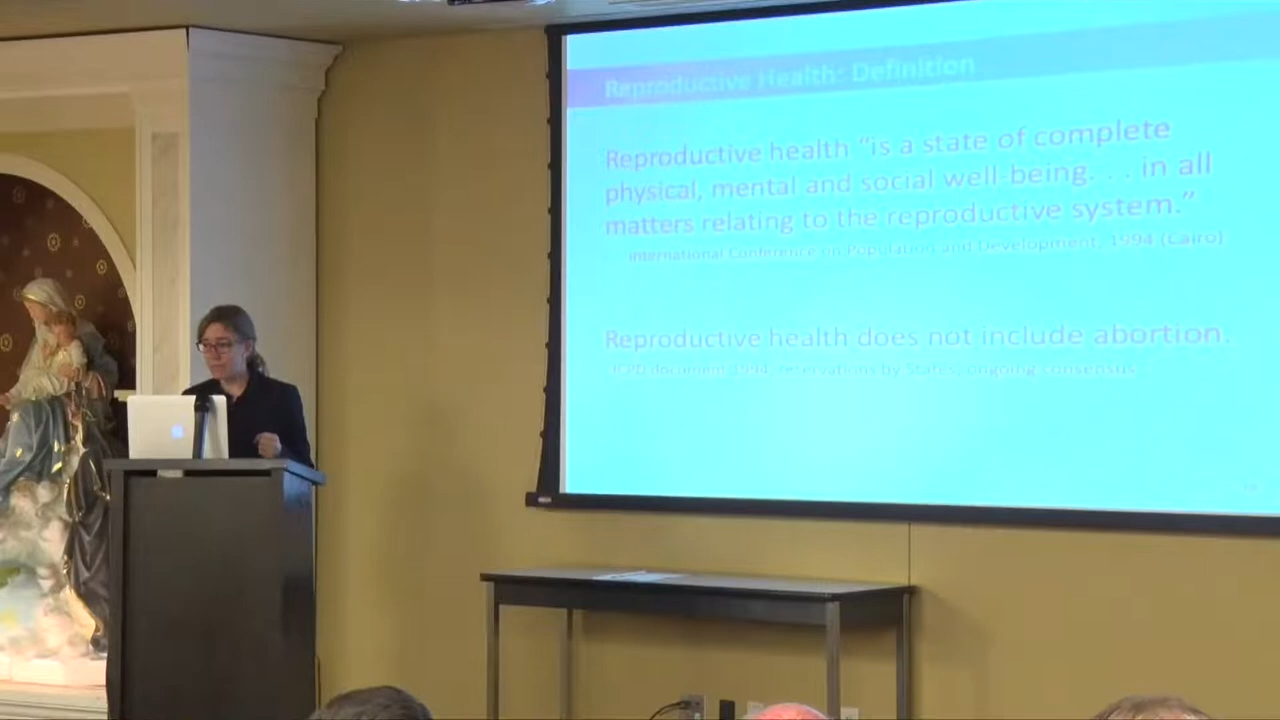 Reproductive Health: Definition
Reproductive health “is a state of complete
physical, mental and social well-being. . . in all
matters relating to the reproductive system.”
International Conference on Population and Development, 1994 (Cairo)
Reproductive health does not include abortion.
ICPD document 1994, reservations by States, ongoing consensus